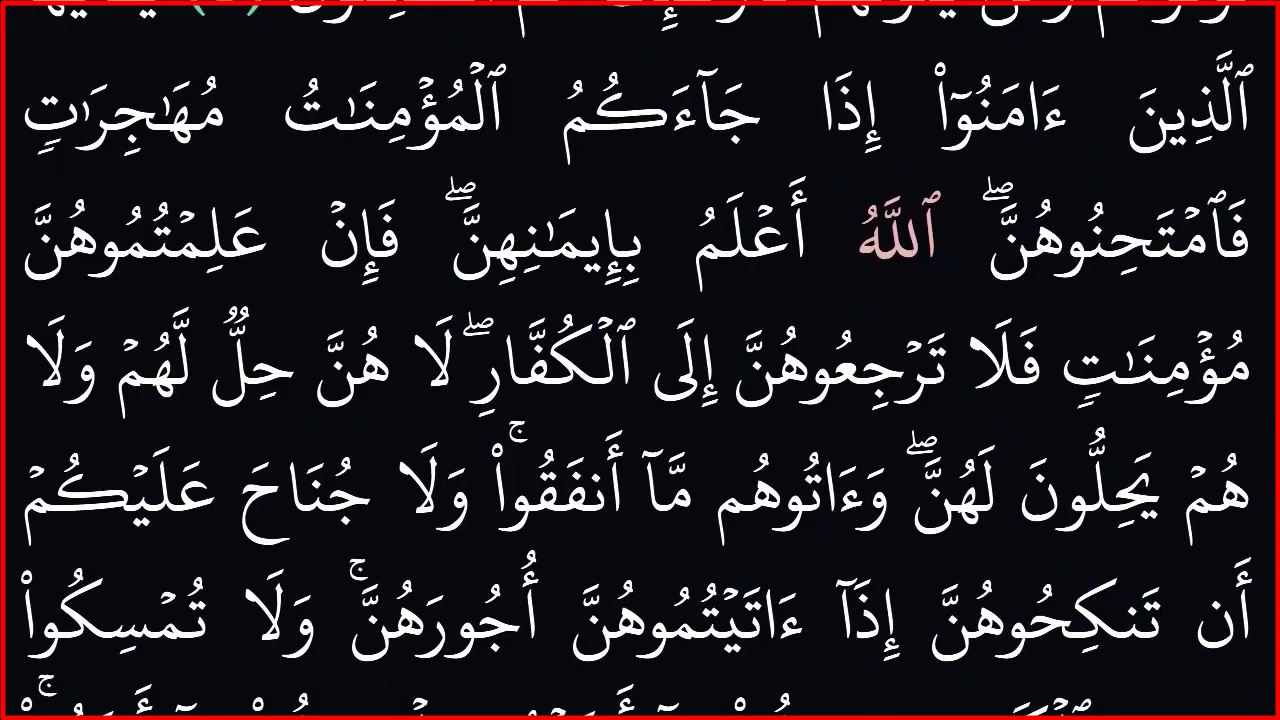 ٱلَّذِينَ ءَامَنُوٓا۟ إِذَا جَآءَكُمُ ٱلْمُؤْمِنَـٰتُ مُهَـٰجِرَٰتٍ
فَٱمْتَحِنُوهُنَّ ۖ ٱللَّهُ أَعْلَمُ بِإِيمَـٰنِهِنَّ ۖ فَإِنْ عَلِمْتُمُوهُنَّ
مُؤْمِنَـٰتٍ فَلَا تَرْجِعُوهُنَّ إِلَى ٱلْكُفَّارِ ۖ لَا هُنَّ حِلٌّ لَّهُمْ وَلَا
هُمْ يَحِلُّونَ لَهُنَّ ۖ وَءَاتُوهُم مَّآ أَنفَقُوا۟ ۚ وَلَا جُنَاحَ عَلَيْكُمْ
أَن تَنكِحُوهُنَّ إِذَآ ءَاتَيْتُمُوهُنَّ أُجُورَهُنَّ ۚ وَلَا تُمْسِكُوا۟